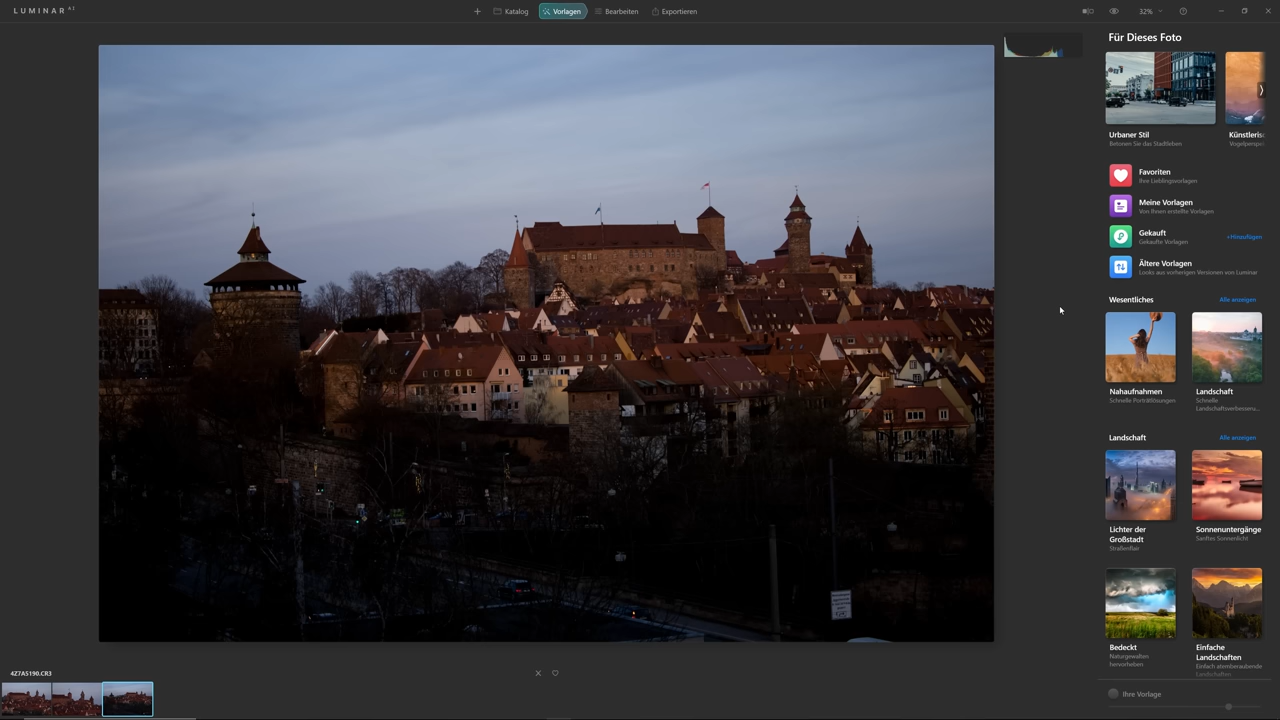 LUMINAR AI
Katalog
Vorlagen
Bearbeiten
Exportieren
32%
Für Dieses Foto
Urbaner Stil
Betonen Sie das Stadtleben
Favoriten
Ihre Lieblingsvorlagen
Meine Vorlagen
Von Ihnen erstellte Vorlagen
Gekauft
Gekaufte Vorlagen
+Hinzufügen
Ältere Vorlagen
Looks aus vorherigen Versionen von Luminar
Wesentliches
Alle anzeigen
Nahaufnahmen
Schnelle Porträtlösungen
Landschaft
Schnelle
Landschaftsverbesseru...
Landschaft
Alle anzeigen
Lichter der
Großstadt
Straßenflair
Sonnenuntergänge
Sanftes Sonnenlicht
Bedeckt
Naturgewalten
hervorheben
Einfache
Landschaften
Einfach atemberaubende
Landschaften
4Z7A5190.CR3
Ihre Vorlage